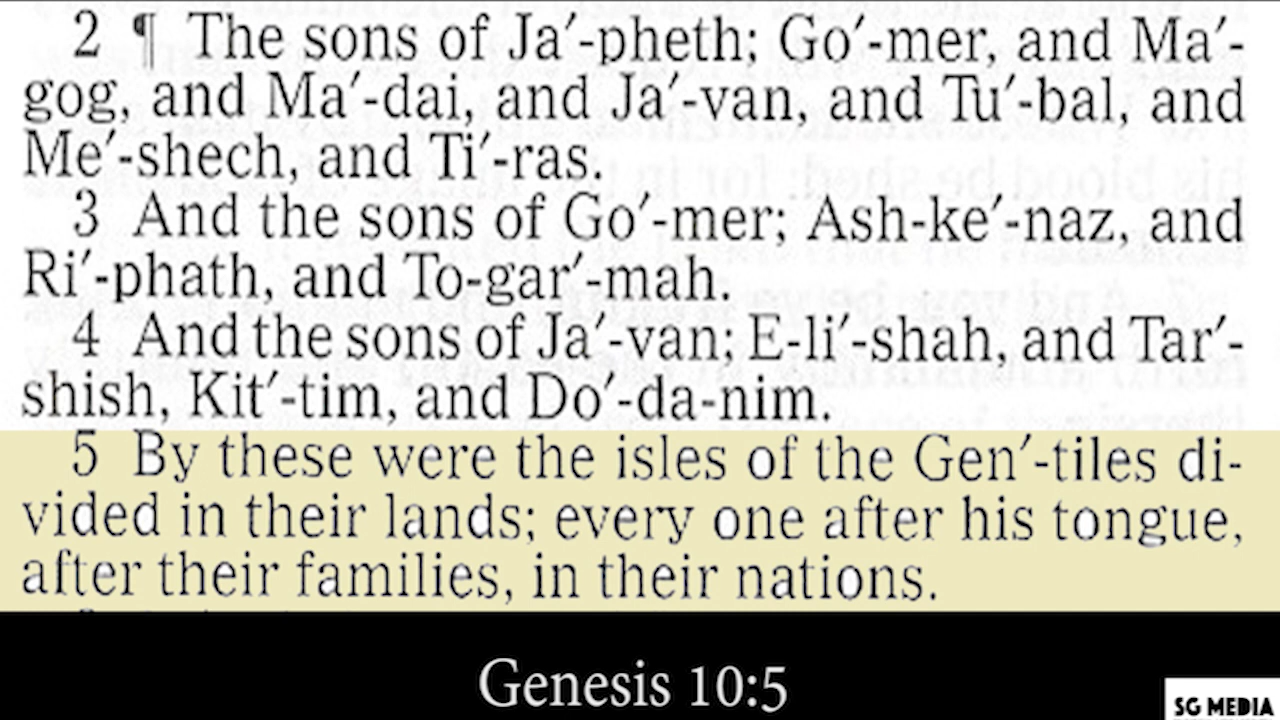 2 ¶ The sons of Ja′-pheth; Go′-mer, and Ma′-
gog, and Ma′-dai, and Ja′-van, and Tu′-bal, and
Me′-shech, and Ti′-ras.
3 And the sons of Go′-mer; Ash-ke′-naz, and
Ri′-phath, and To-gar′-mah.
4 And the sons of Ja′-van; E-li′-shah, and Tar′-
shish, Kit′-tim, and Do′-da-nim.
5 By these were the isles of the Gen′-tiles di-
vided in their lands; every one after his tongue,
after their families, in their nations.
Genesis 10:5
SG MEDIA